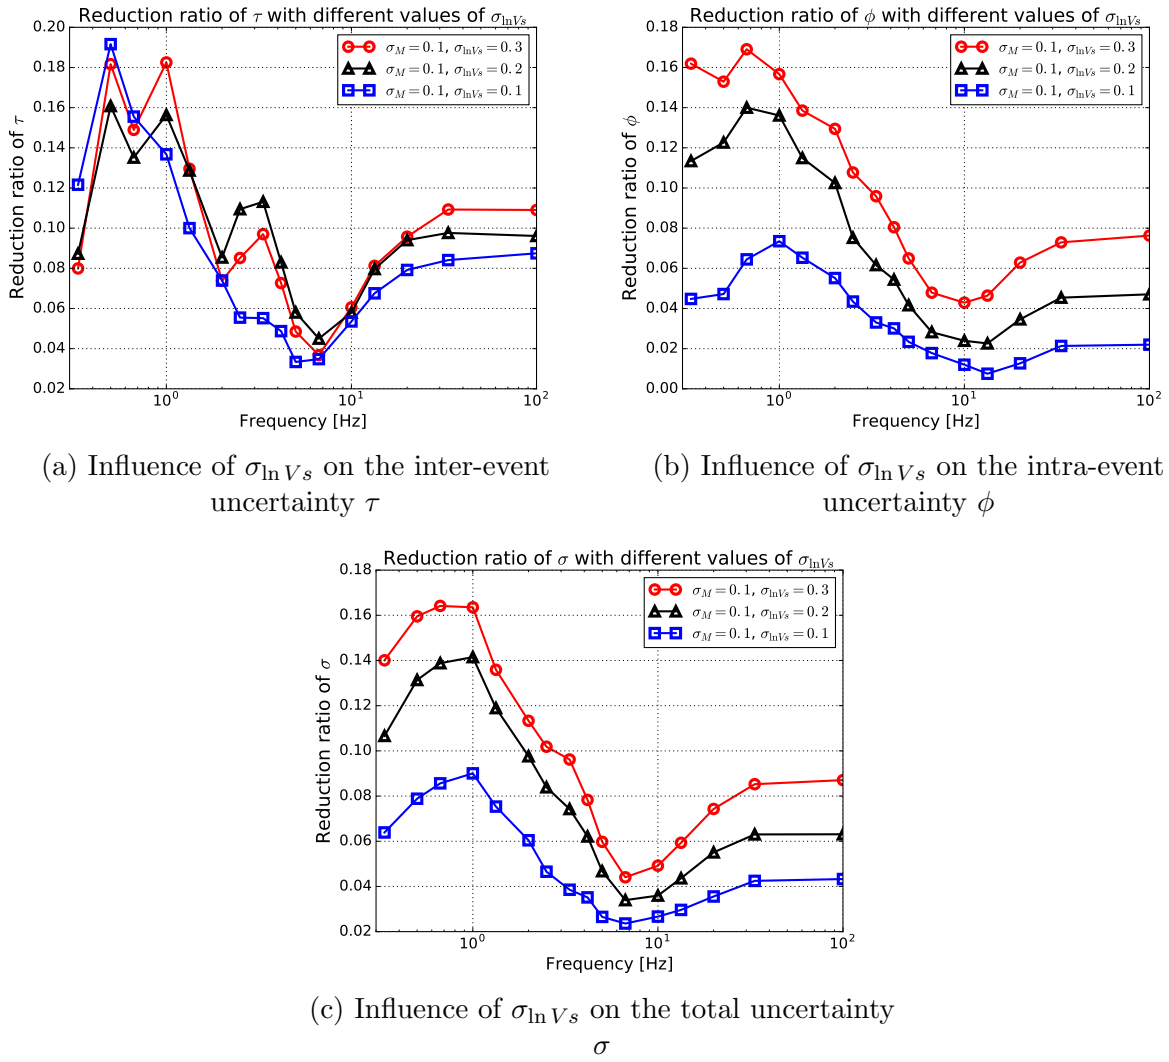 Reduction ratio of τ with different values of σ_lnVs
σ_M = 0.1, σ_lnVs = 0.3
σ_M = 0.1, σ_lnVs = 0.2
σ_M = 0.1, σ_lnVs = 0.1
Reduction ratio of τ
0.20
0.18
0.16
0.14
0.12
0.10
0.08
0.06
0.04
0.02
10^0
10^1
10^2
Frequency [Hz]
(a) Influence of σ_ln Vs on the inter-event
uncertainty τ
Reduction ratio of ϕ with different values of σ_lnVs
σ_M = 0.1, σ_lnVs = 0.3
σ_M = 0.1, σ_lnVs = 0.2
σ_M = 0.1, σ_lnVs = 0.1
Reduction ratio of ϕ
0.18
0.16
0.14
0.12
0.10
0.08
0.06
0.04
0.02
0.00
10^0
10^1
10^2
Frequency [Hz]
(b) Influence of σ_ln Vs on the intra-event
uncertainty ϕ
Reduction ratio of σ with different values of σ_lnVs
σ_M = 0.1, σ_lnVs = 0.3
σ_M = 0.1, σ_lnVs = 0.2
σ_M = 0.1, σ_lnVs = 0.1
Reduction ratio of σ
0.18
0.16
0.14
0.12
0.10
0.08
0.06
0.04
0.02
10^0
10^1
10^2
Frequency [Hz]
(c) Influence of σ_ln Vs on the total uncertainty
σ